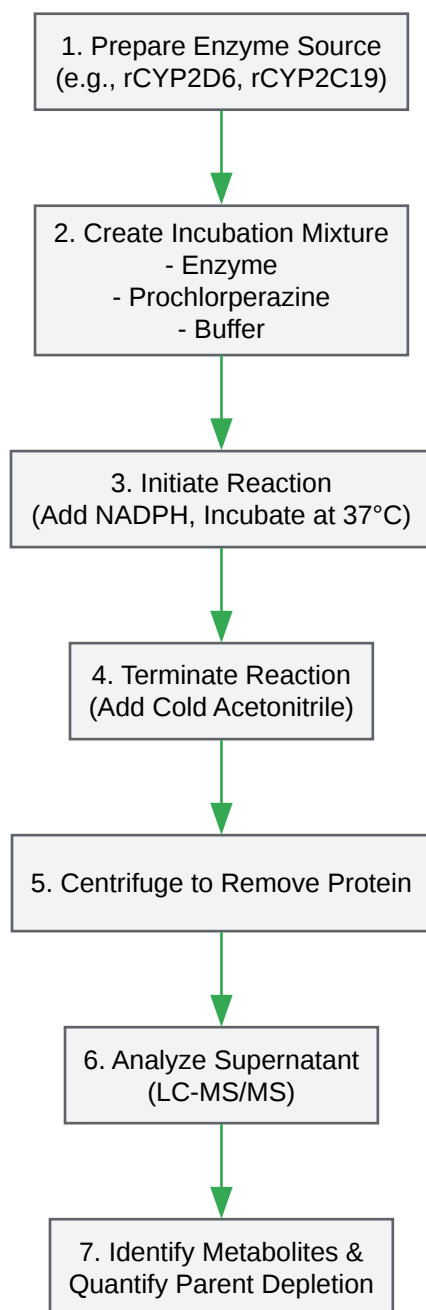 1. Prepare Enzyme Source
(e.g., rCYP2D6, rCYP2C19)
2. Create Incubation Mixture
- Enzyme
- Prochlorperazine
- Buffer
3. Initiate Reaction
(Add NADPH, Incubate at 37°C)
4. Terminate Reaction
(Add Cold Acetonitrile)
5. Centrifuge to Remove Protein
6. Analyze Supernatant
(LC-MS/MS)
7. Identify Metabolites &
Quantify Parent Depletion